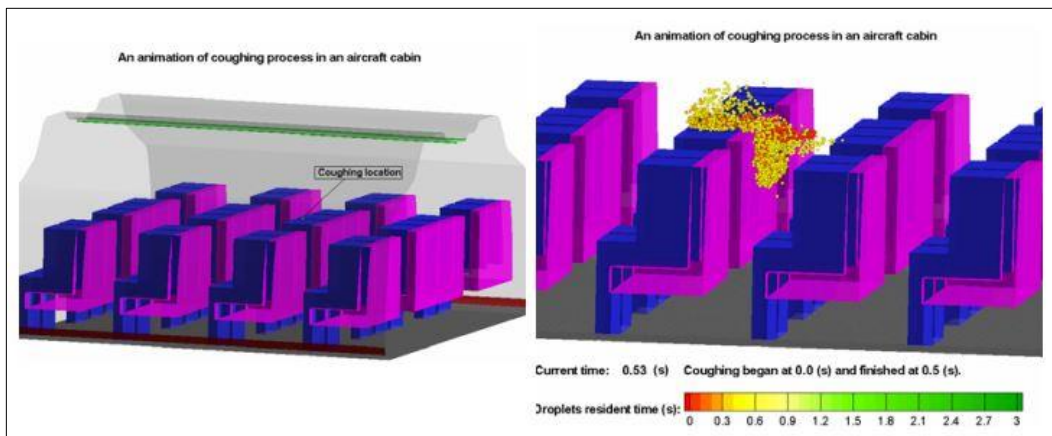 An animation of coughing process in an aircraft cabin
Coughing location
An animation of coughing process in an aircraft cabin
Current time: 0.53 (s) Coughing began at 0.0 (s) and finished at 0.5 (s).
Droplets resident time (s):
0 0.3 0.6 0.9 1.2 1.5 1.8 2.1 2.4 2.7 3